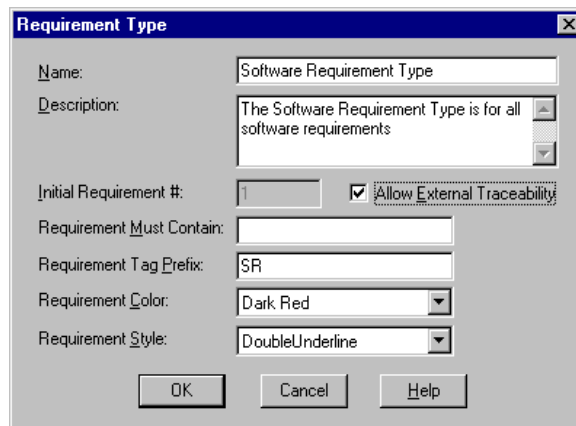 Requirement Type
Name: Software Requirement Type
Description: The Software Requirement Type is for all
software requirements
Initial Requirement #: 1 Allow External Traceability
Requirement Must Contain:
Requirement Tag Prefix: SR
Requirement Color: Dark Red
Requirement Style: DoubleUnderline
OK Cancel Help